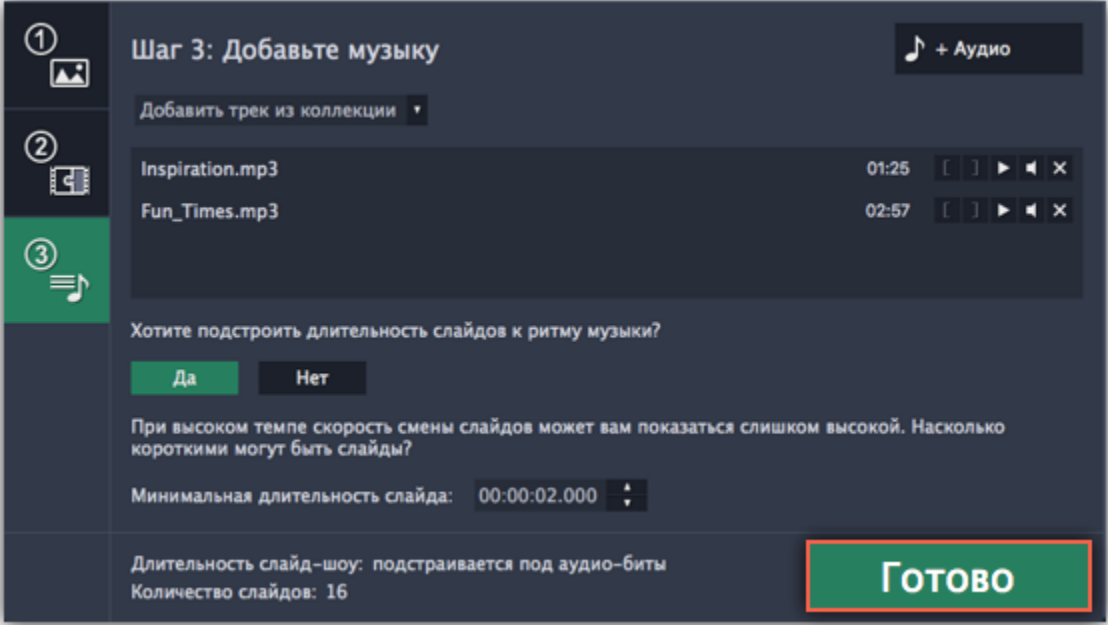 1
Шаг 3: Добавьте музыку
+ Аудио
Добавить трек из коллекции
2
Inspiration.mp3 01:25 [ ]
Fun_Times.mp3 02:57 [ ]
3
Хотите подстроить длительность слайдов к ритму музыки?
Да Нет
При высоком темпе скорость смены слайдов может вам показаться слишком высокой. Насколько
короткими могут быть слайды?
Минимальная длительность слайда: 00:00:02.000
Длительность слайд-шоу: подстраивается под аудио-биты
Количество слайдов: 16
Готово